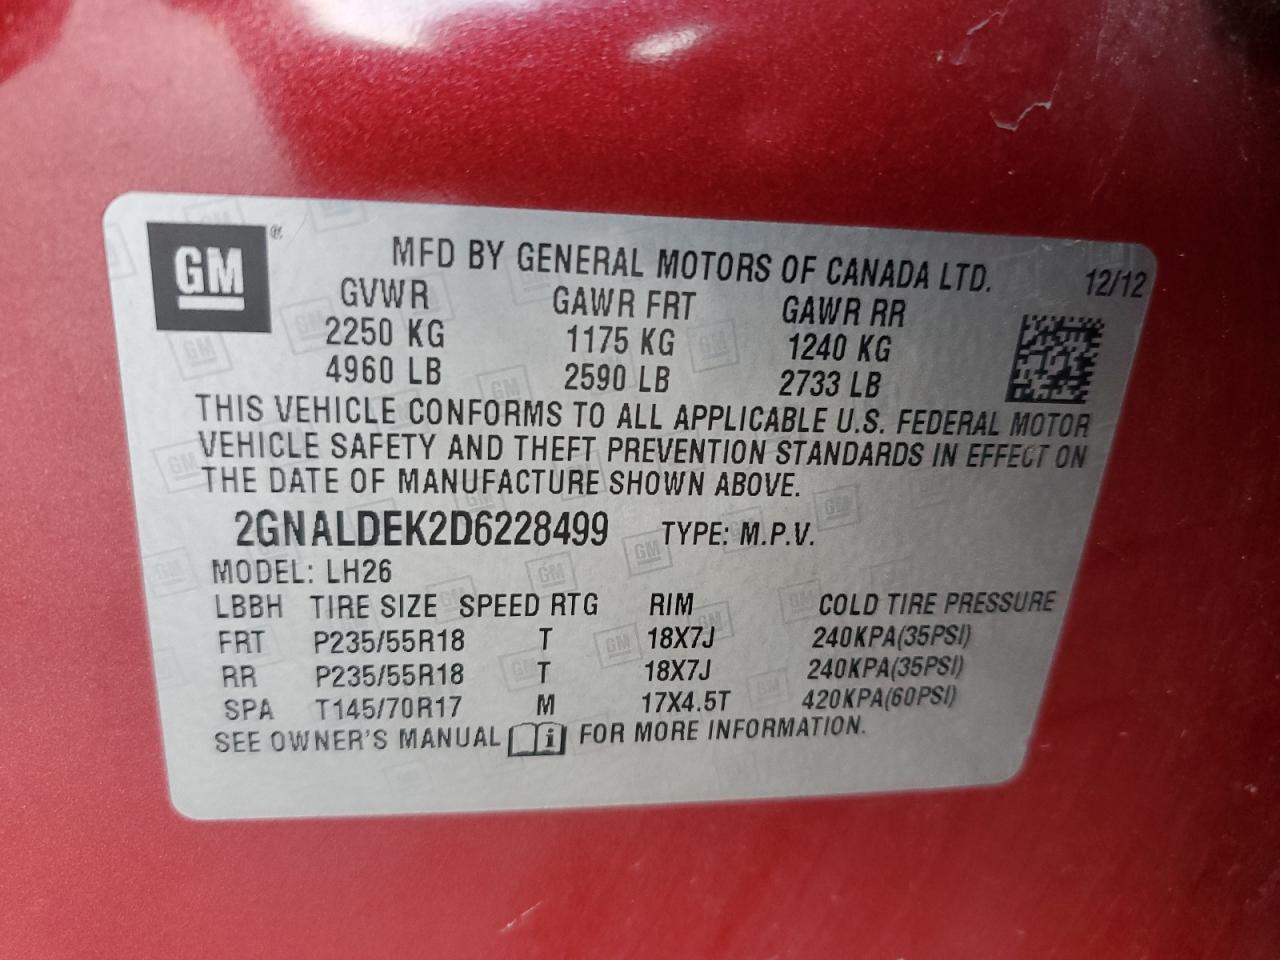 GM®
MFD BY GENERAL MOTORS OF CANADA LTD. 12/12
GVWR GAWR FRT GAWR RR
2250 KG 1175 KG 1240 KG
4960 LB 2590 LB 2733 LB
THIS VEHICLE CONFORMS TO ALL APPLICABLE U.S. FEDERAL MOTOR
VEHICLE SAFETY AND THEFT PREVENTION STANDARDS IN EFFECT ON
THE DATE OF MANUFACTURE SHOWN ABOVE.
2GNALDEK2D6228499 TYPE: M.P.V.
MODEL: LH26
LBBH TIRE SIZE SPEED RTG RIM COLD TIRE PRESSURE
FRT P235/55R18 T 18X7J 240KPA(35PSI)
RR P235/55R18 T 18X7J 240KPA(35PSI)
SPA T145/70R17 M 17X4.5T 420KPA(60PSI)
SEE OWNER'S MANUAL i FOR MORE INFORMATION.